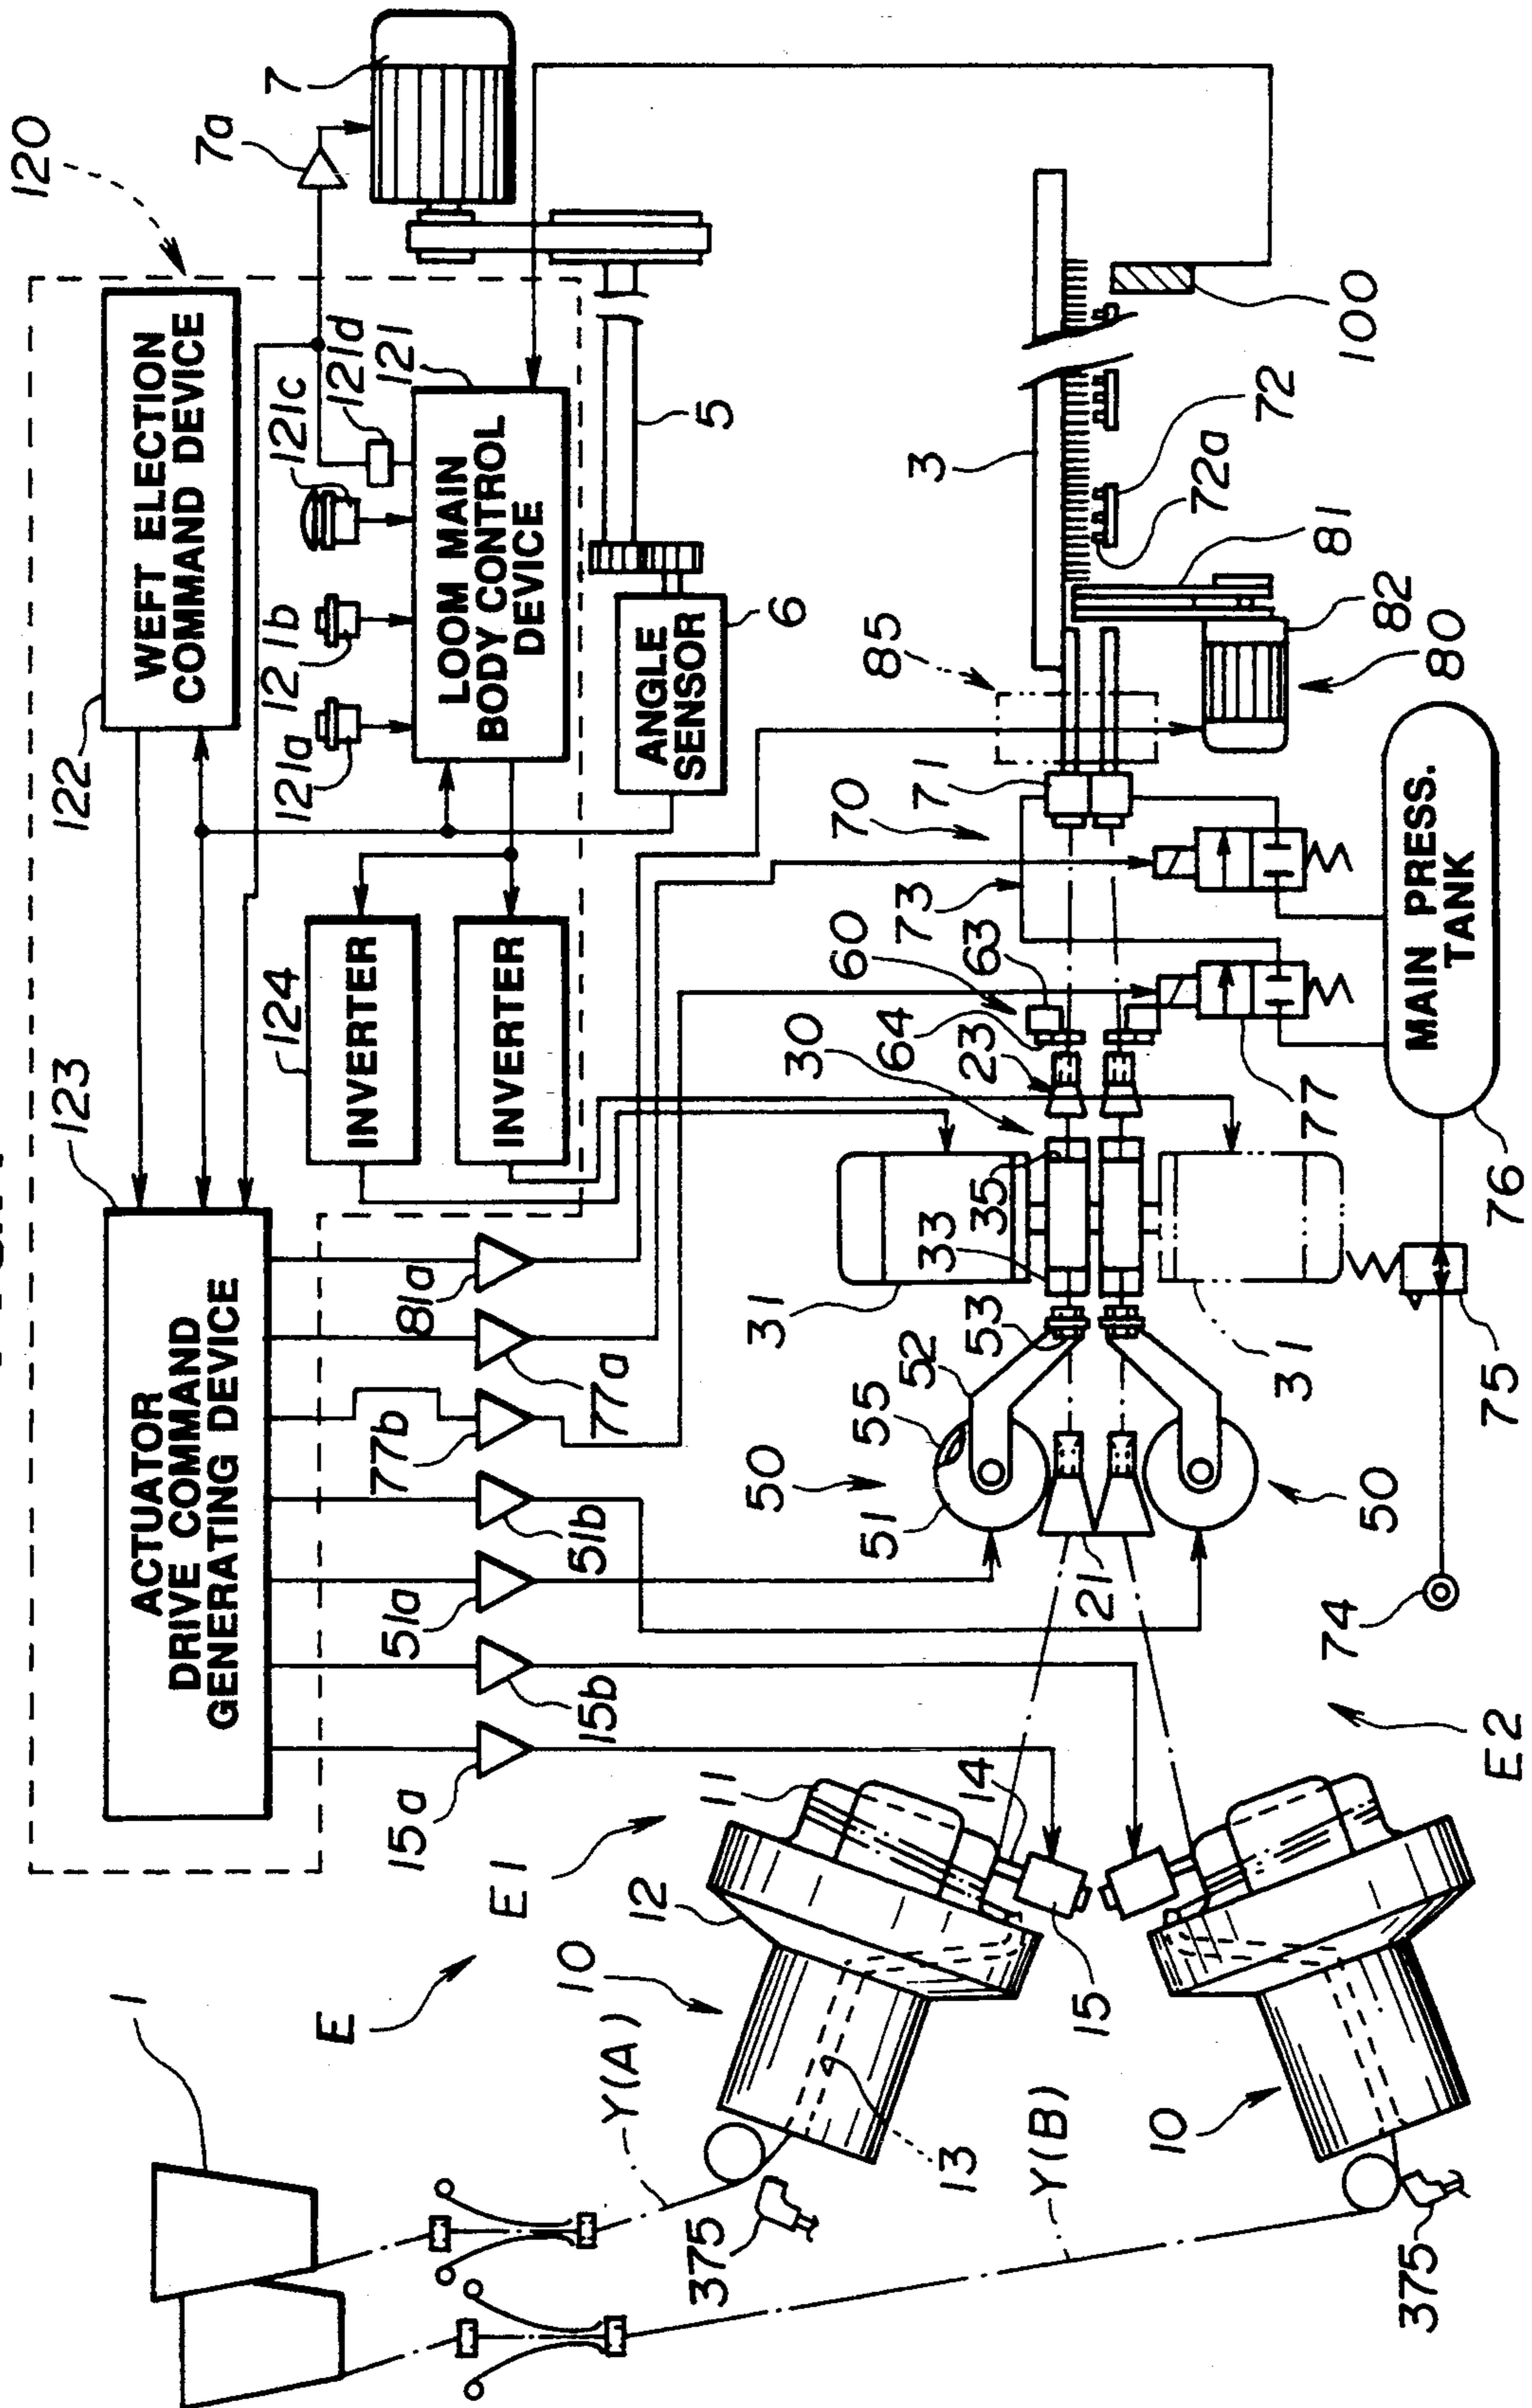 120
122
WEFT ELECTION
COMMAND DEVICE
7a
7
123
ACTUATOR
DRIVE COMMAND
GENERATING DEVICE
124
INVERTER
INVERTER
121a
121b
121c
121d
121
LOOM MAIN
BODY CONTROL
DEVICE
ANGLE
SENSOR
6
5
15a
15b
51a
51b
77b
77a
81a
1
E
E1
Y(A)
10
12
11
14
15
13
375
Y(B)
10
375
E2
50
51
55
52
53
21
50
31
33
35
30
31
23
64
60
63
73
70
71
85
3
72a
72
81
82
80
100
74
75
76
77
MAIN PRESS.
TANK